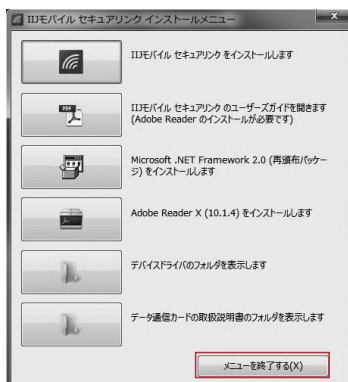 IIJモバイル セキュアリンク インストールメニュー
IIJモバイル セキュアリンク をインストールします
PDF
IIJモバイル セキュアリンク のユーザーズガイドを開きます
(Adobe Reader のインストールが必要です)
Microsoft .NET Framework 2.0 (再頒布パッケー
ジ) をインストールします
Adobe Reader X (10.1.4) をインストールします
デバイスドライバのフォルダを表示します
データ通信カードの取扱説明書のフォルダを表示します
メニューを終了する(X)